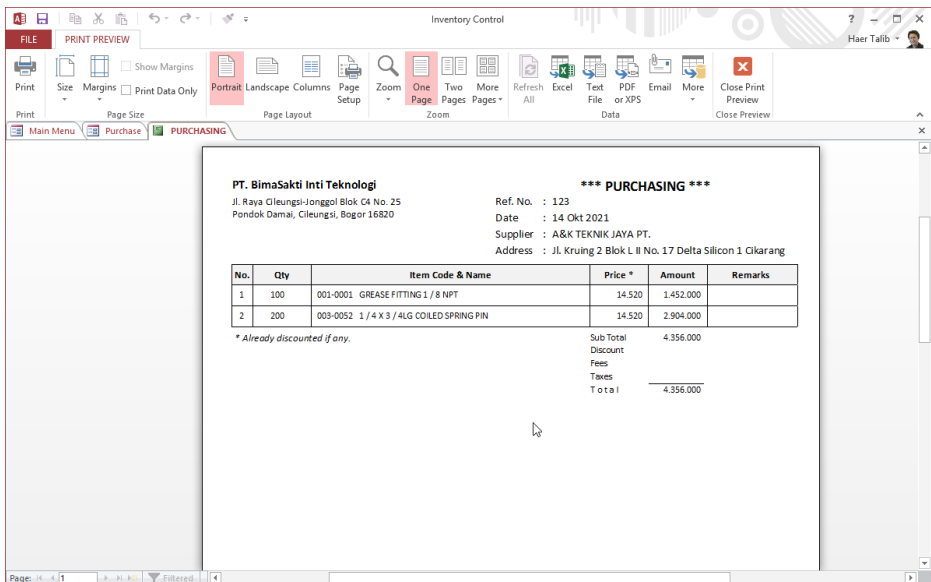 Inventory Control
?
FILE PRINT PREVIEW Haer Talib
Print Size Margins Show Margins Print Data Only Portrait Landscape Columns Page Setup Zoom One Page Two Pages More Pages Refresh All Excel Text File PDF or XPS Email More Close Print Preview
Print Page Size Page Layout Zoom Data Close Preview
Main Menu Purchase PURCHASING
PT. BimaSakti Inti Teknologi
Jl. Raya Cileungsi-Jonggol Blok C4 No. 25
Pondok Damai, Cileungsi, Bogor 16820
*** PURCHASING ***
Ref. No. : 123
Date : 14 Okt 2021
Supplier : A&K TEKNIK JAYA PT.
Address : Jl. Kruing 2 Blok L II No. 17 Delta Silicon 1 Cikarang
No. Qty Item Code & Name Price * Amount Remarks
1 100 001-0001 GREASE FITTING 1 / 8 NPT 14.520 1.452.000
2 200 003-0052 1 / 4 X 3 / 4LG COILED SPRING PIN 14.520 2.904.000
* Already discounted if any.
Sub Total 4.356.000
Discount
Fees
Taxes
T o t a l 4.356.000
Page: 1 Filtered